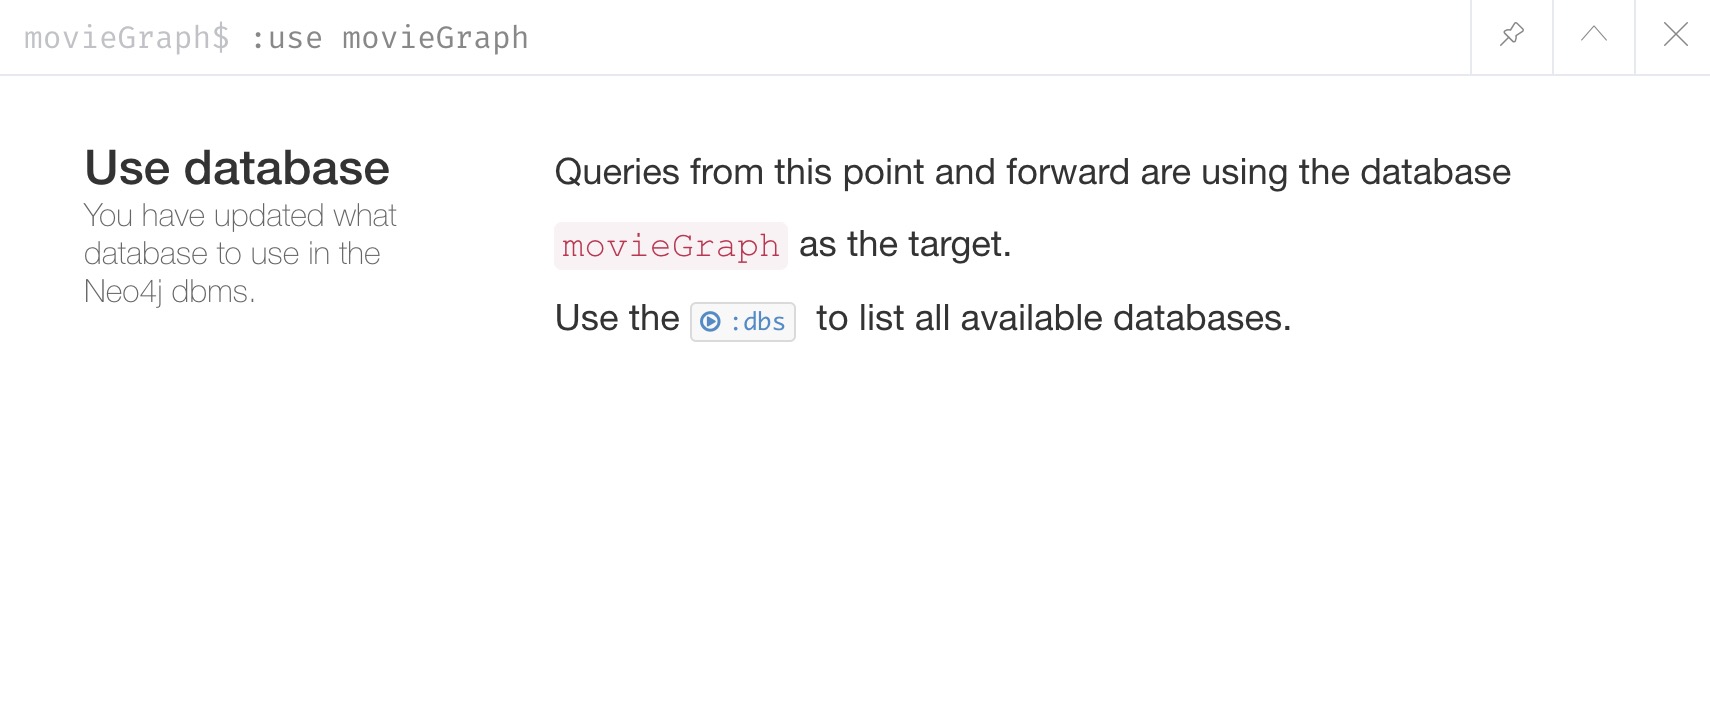 movieGraph$ :use movieGraph
Use database
You have updated what
database to use in the
Neo4j dbms.
Queries from this point and forward are using the database
movieGraph as the target.
Use the :dbs to list all available databases.